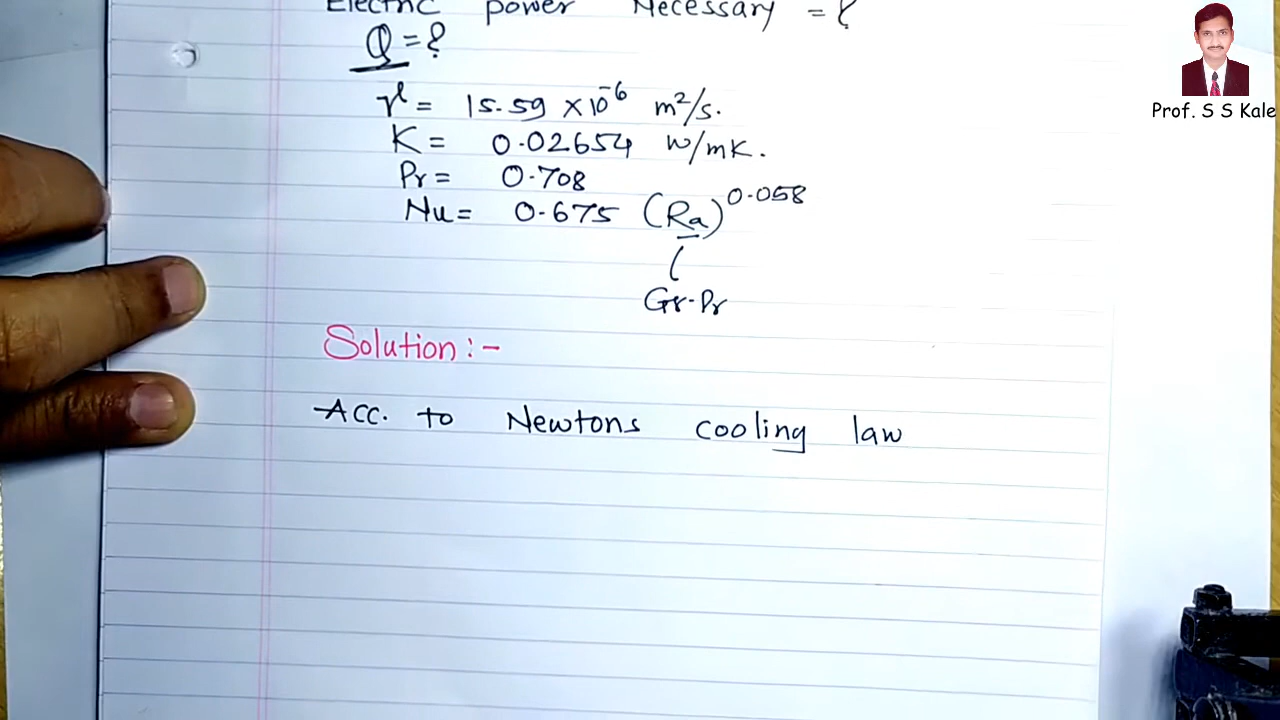 Electric power Necessary = ?
Q = ?
γ = 15.59 × 10⁻⁶ m²/s.
K = 0.02654 W/mK.
Pr = 0.708
Nu = 0.675 (Ra)^0.058
Gr·Pr
Solution :-
Acc. to Newtons cooling law
Prof. S S Kale